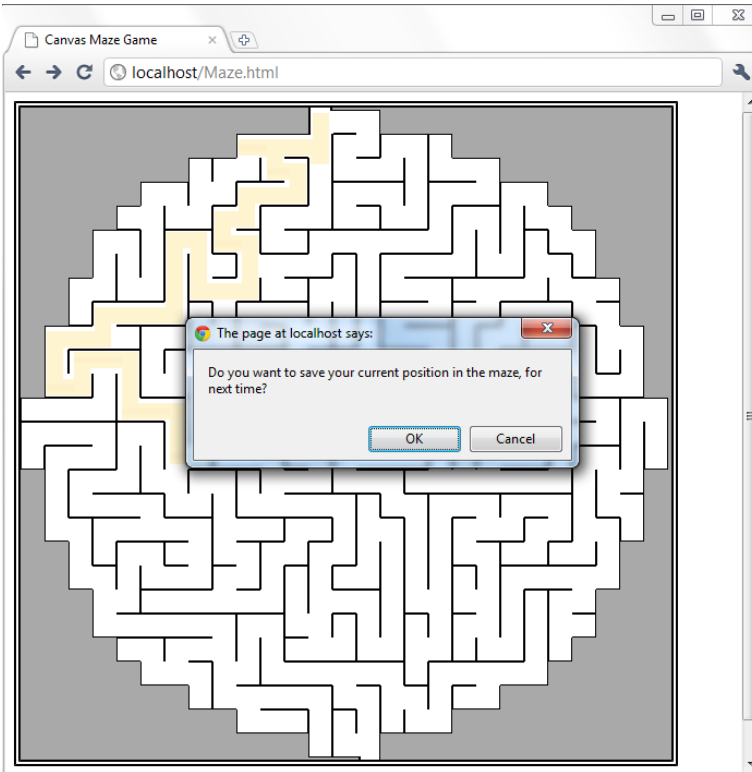 Canvas Maze Game
localhost/Maze.html
The page at localhost says:
Do you want to save your current position in the maze, for
next time?
OK
Cancel